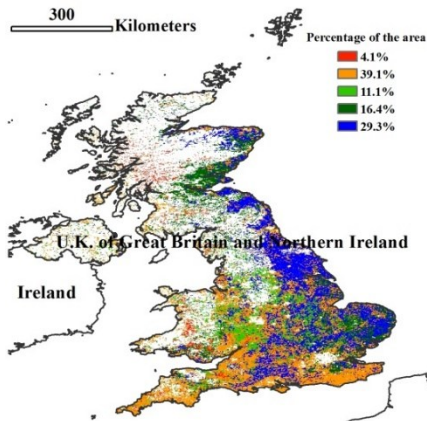 300
Kilometers
Percentage of the area
4.1%
39.1%
11.1%
16.4%
29.3%
U.K. of Great Britain and Northern Ireland
Ireland